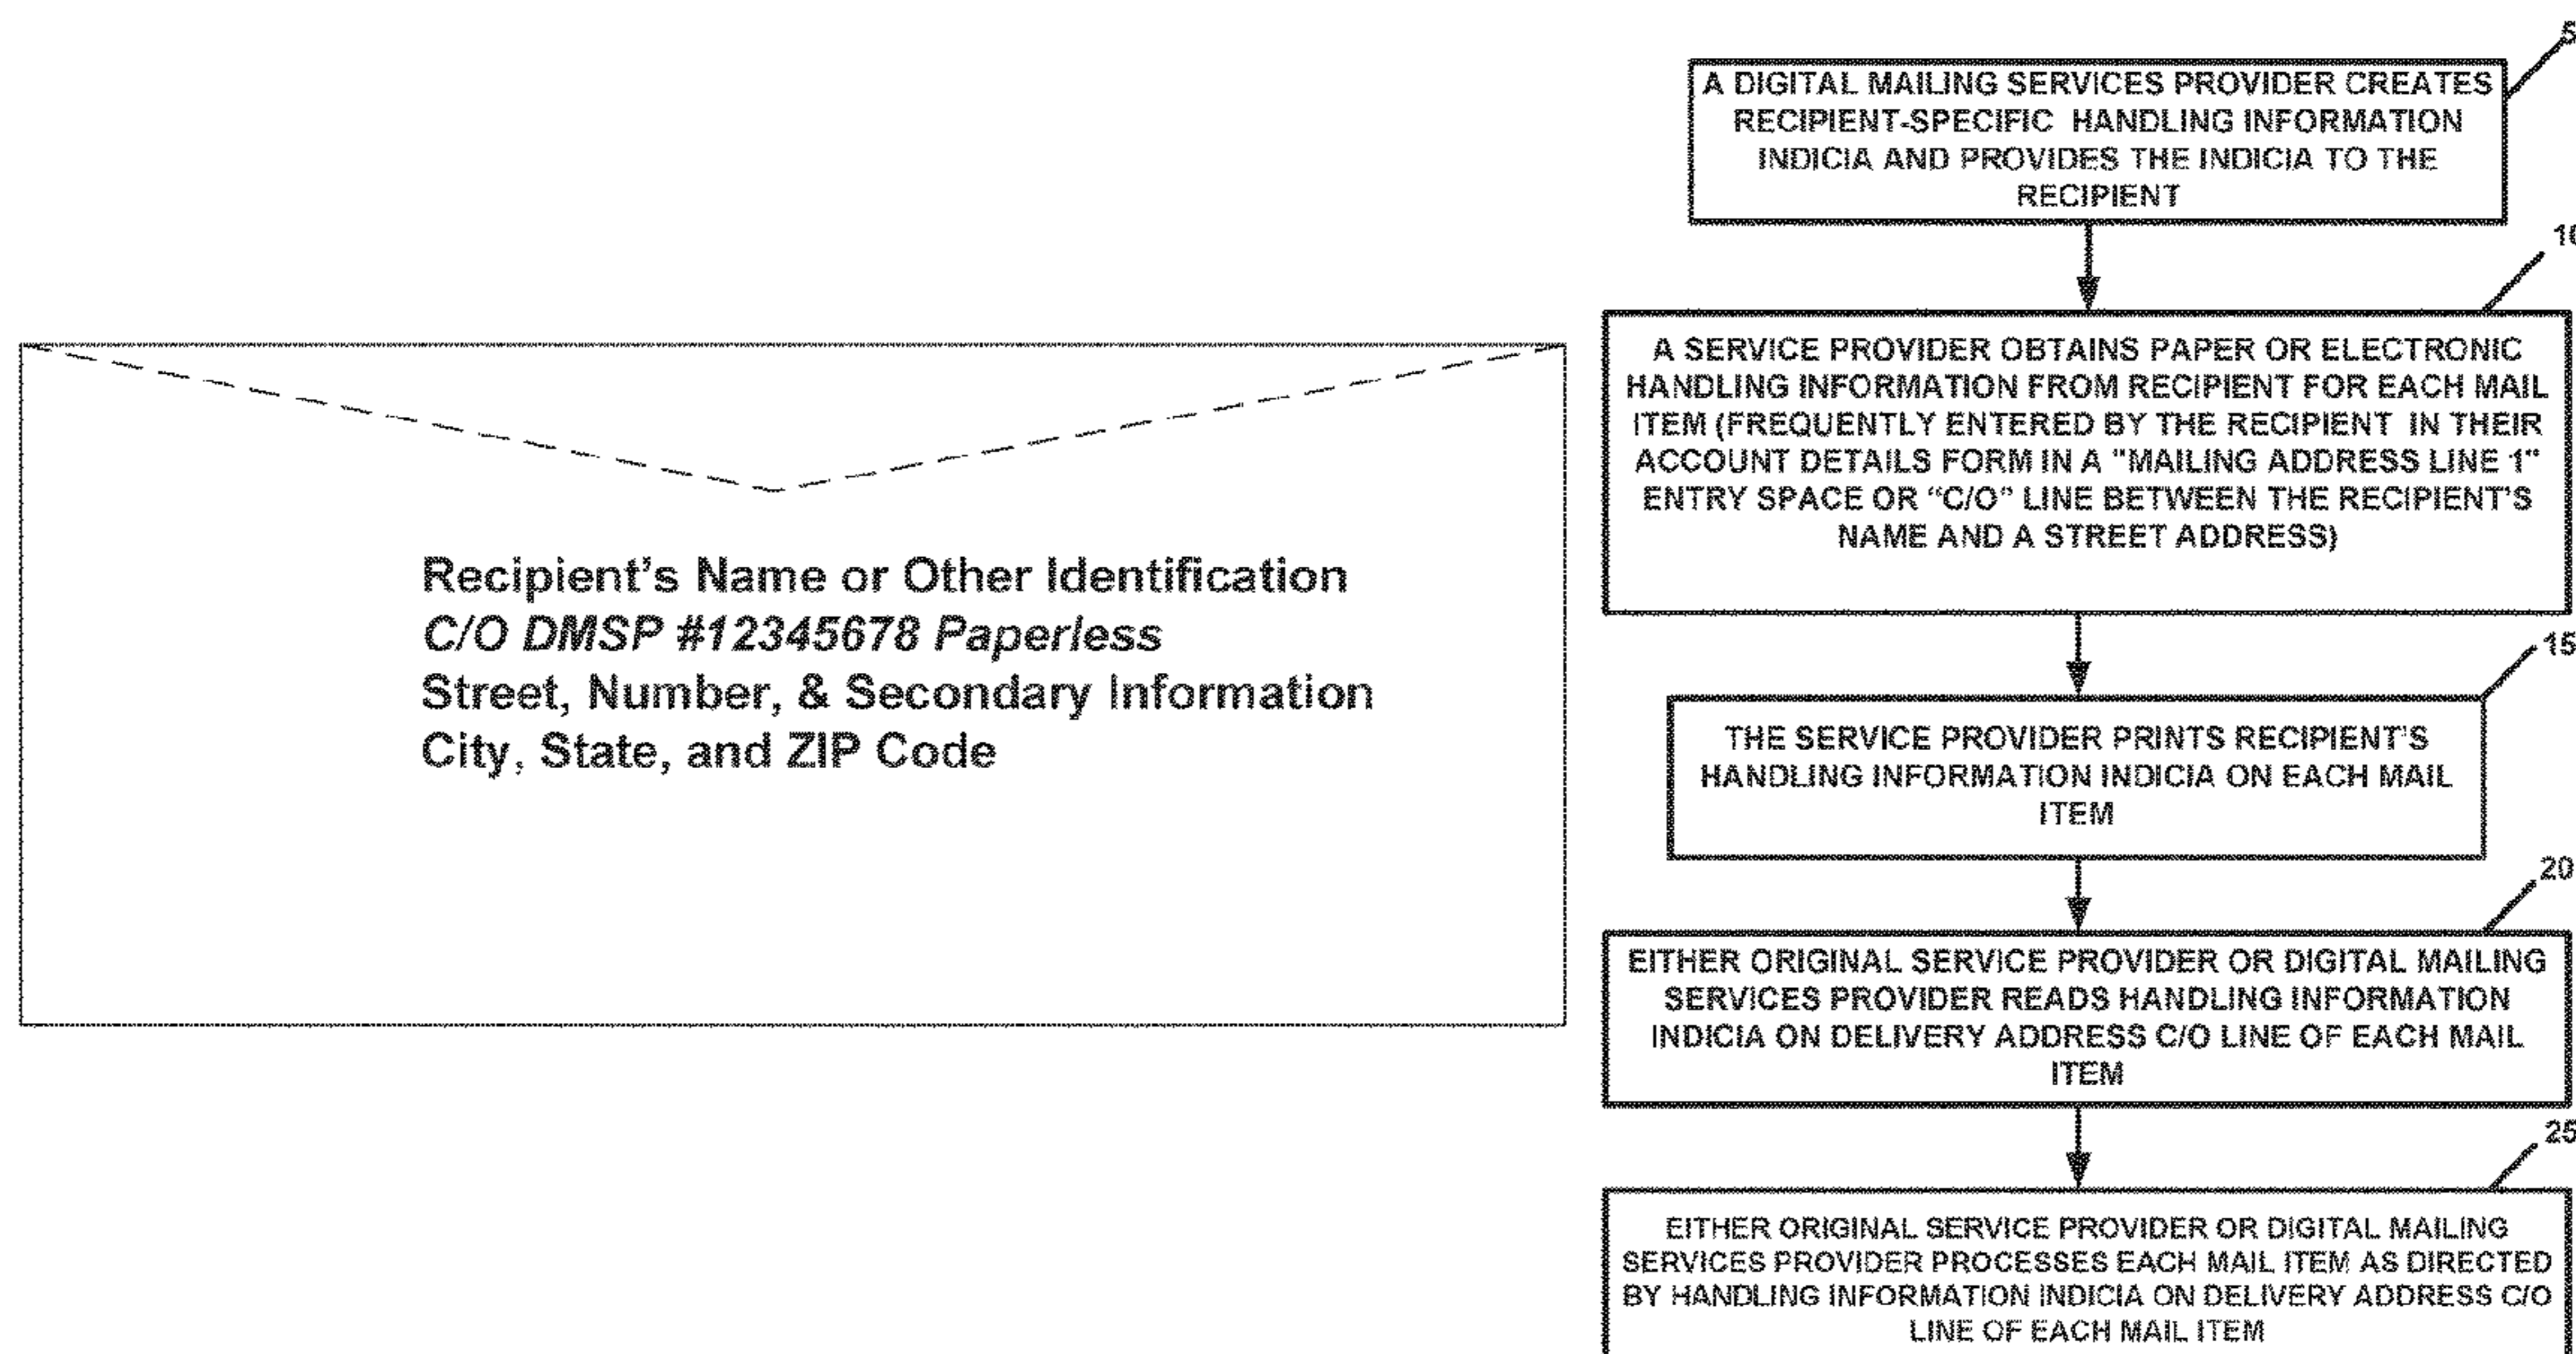 Recipient's Name or Other Identification
C/O DMSP #12345678 Paperless
Street, Number, & Secondary Information
City, State, and ZIP Code
5
A DIGITAL MAILING SERVICES PROVIDER CREATES
RECIPIENT-SPECIFIC HANDLING INFORMATION
INDICIA AND PROVIDES THE INDICIA TO THE
RECIPIENT
10
A SERVICE PROVIDER OBTAINS PAPER OR ELECTRONIC
HANDLING INFORMATION FROM RECIPIENT FOR EACH MAIL
ITEM (FREQUENTLY ENTERED BY THE RECIPIENT IN THEIR
ACCOUNT DETAILS FORM IN A "MAILING ADDRESS LINE 1"
ENTRY SPACE OR “C/O” LINE BETWEEN THE RECIPIENT'S
NAME AND A STREET ADDRESS)
15
THE SERVICE PROVIDER PRINTS RECIPIENT'S
HANDLING INFORMATION INDICIA ON EACH MAIL
ITEM
20
EITHER ORIGINAL SERVICE PROVIDER OR DIGITAL MAILING
SERVICES PROVIDER READS HANDLING INFORMATION
INDICIA ON DELIVERY ADDRESS C/O LINE OF EACH MAIL
ITEM
25
EITHER ORIGINAL SERVICE PROVIDER OR DIGITAL MAILING
SERVICES PROVIDER PROCESSES EACH MAIL ITEM AS DIRECTED
BY HANDLING INFORMATION INDICIA ON DELIVERY ADDRESS C/O
LINE OF EACH MAIL ITEM